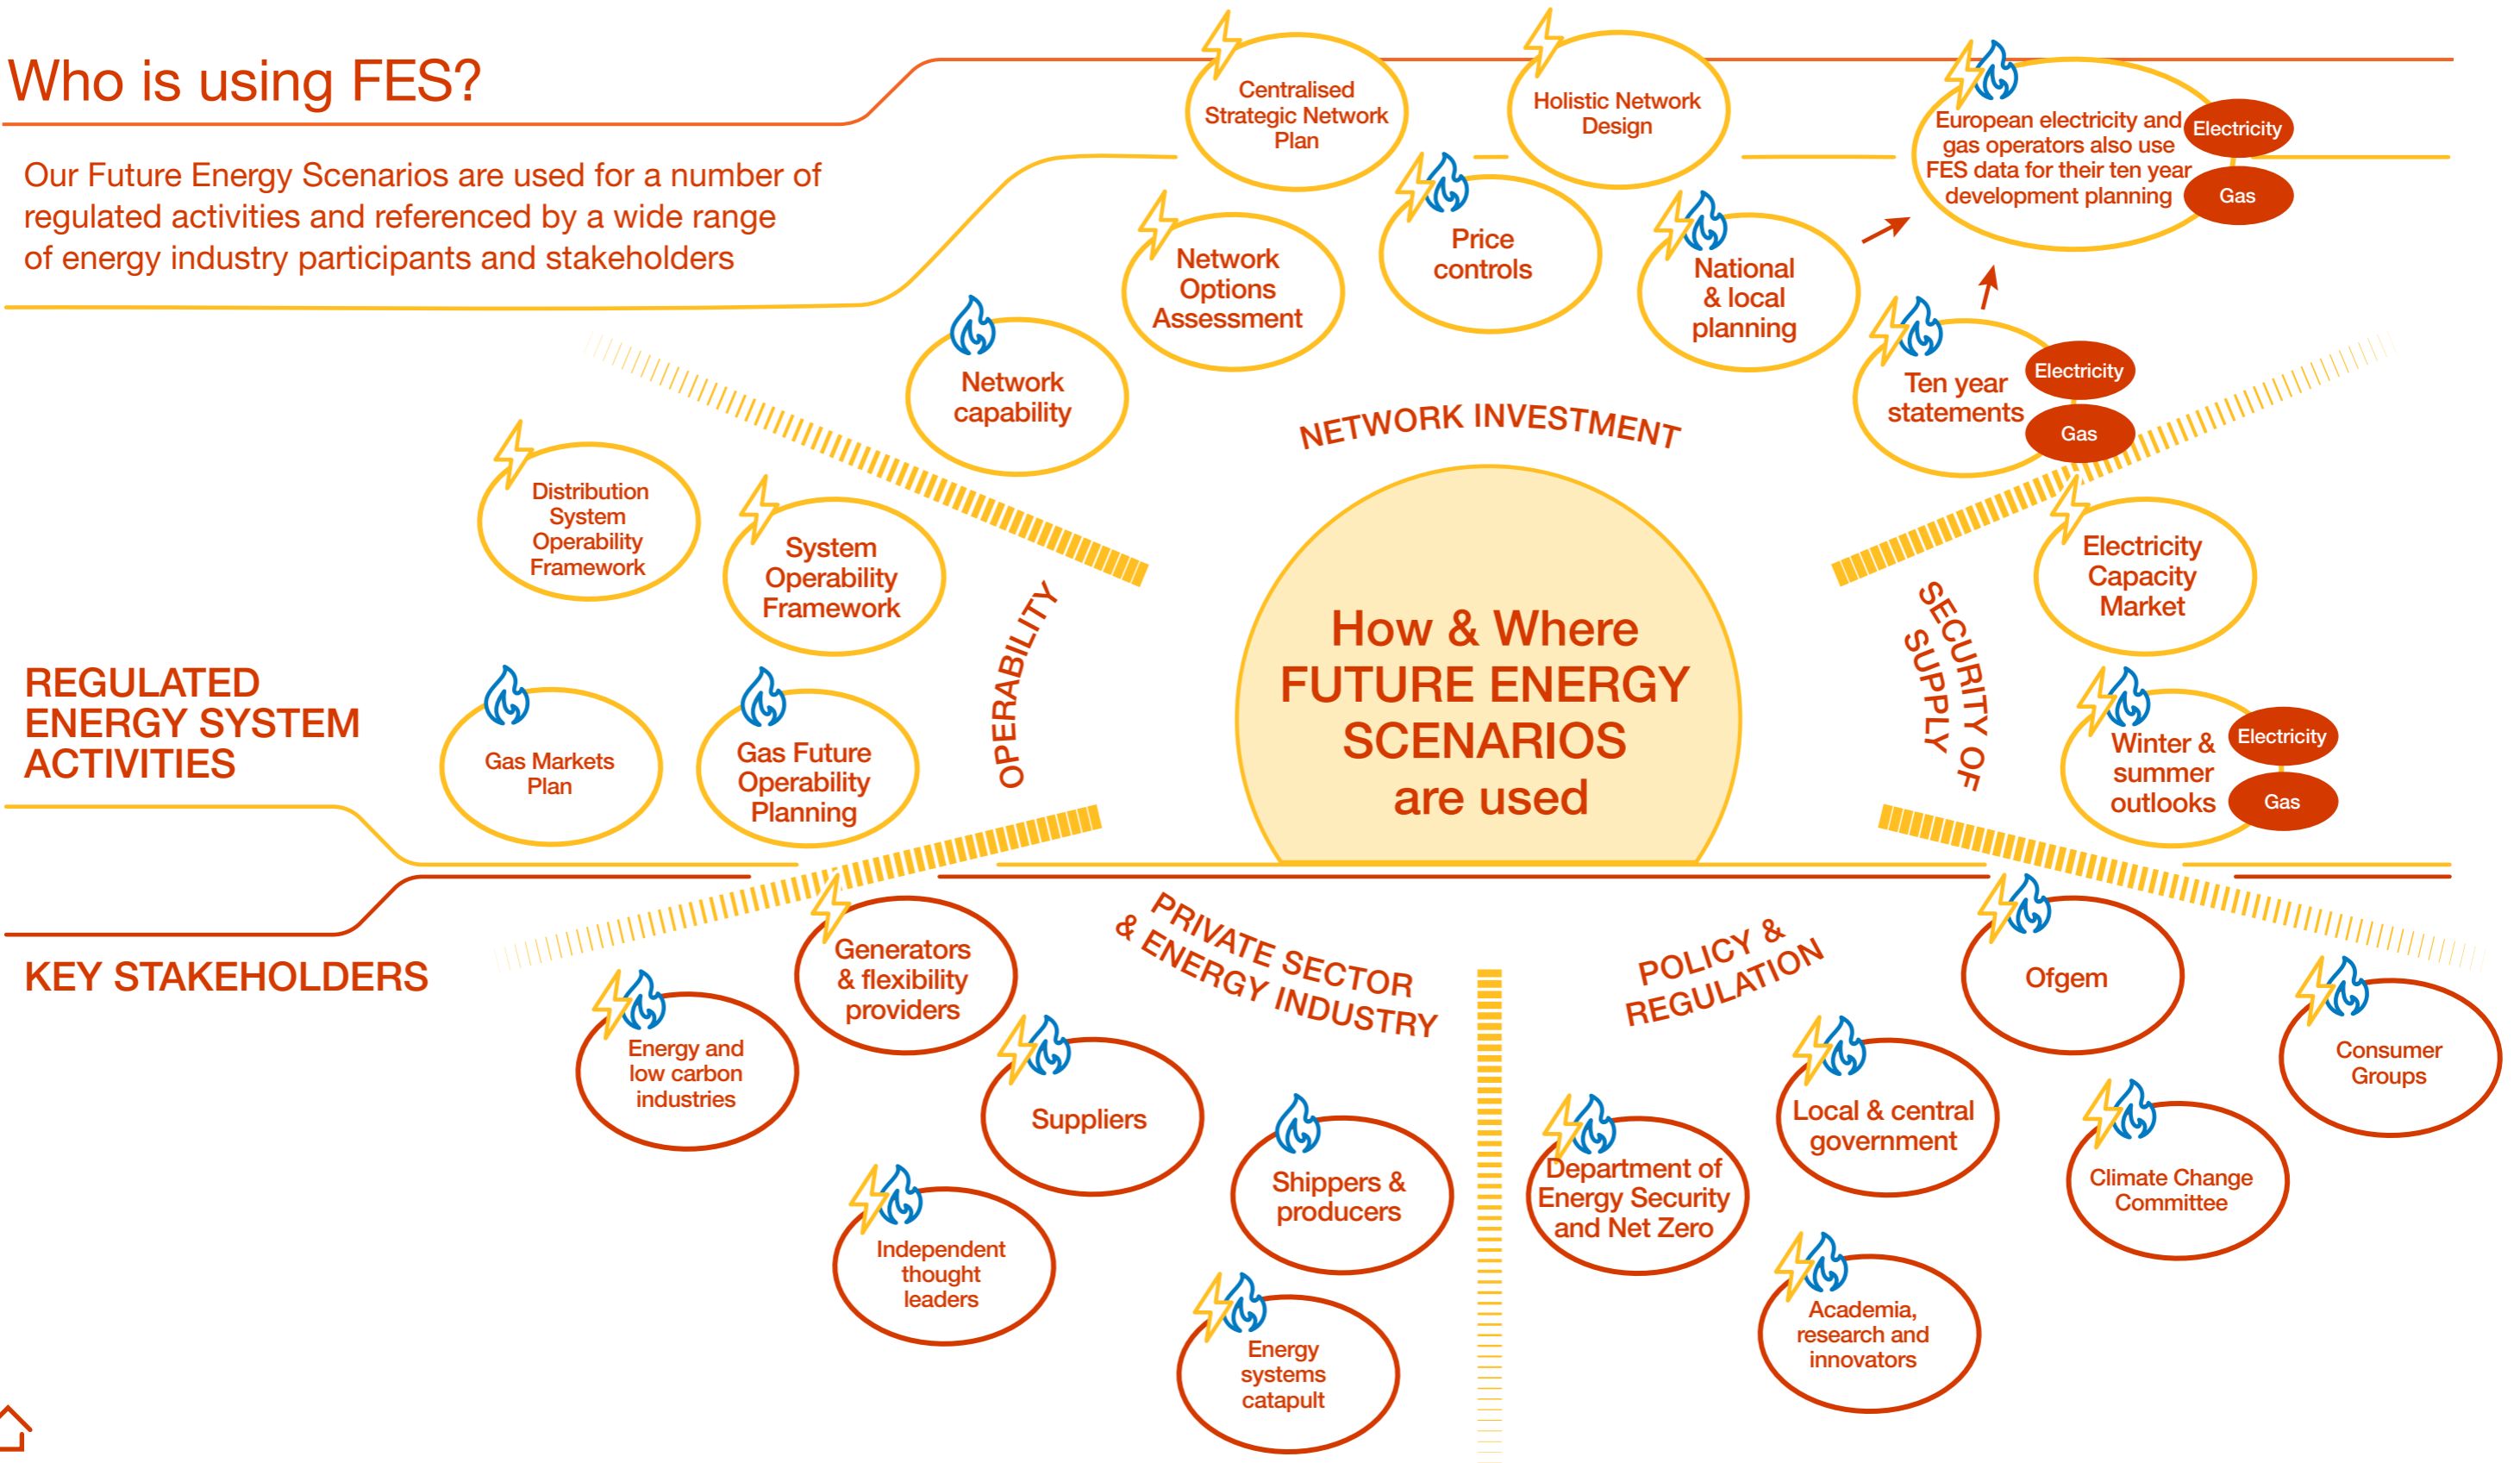 Who is using FES?
Our Future Energy Scenarios are used for a number of
regulated activities and referenced by a wide range
of energy industry participants and stakeholders
Centralised
Strategic Network
Plan
Holistic Network
Design
European electricity and
gas operators also use
FES data for their ten year
development planning
Electricity
Gas
Network
Options
Assessment
Price
controls
National
& local
planning
Network
capability
Ten year
statements
Electricity
Gas
NETWORK INVESTMENT
Distribution
System
Operability
Framework
System
Operability
Framework
Electricity
Capacity
Market
OPERABILITY
How & Where
FUTURE ENERGY
SCENARIOS
are used
SECURITY OF
SUPPLY
REGULATED
ENERGY SYSTEM
ACTIVITIES
Gas Markets
Plan
Gas Future
Operability
Planning
Winter &
summer
outlooks
Electricity
Gas
KEY STAKEHOLDERS
Generators
& flexibility
providers
PRIVATE SECTOR
& ENERGY INDUSTRY
POLICY &
REGULATION
Ofgem
Energy and
low carbon
industries
Suppliers
Shippers &
producers
Department of
Energy Security
and Net Zero
Local & central
government
Consumer
Groups
Climate Change
Committee
Independent
thought
leaders
Energy
systems
catapult
Academia,
research and
innovators